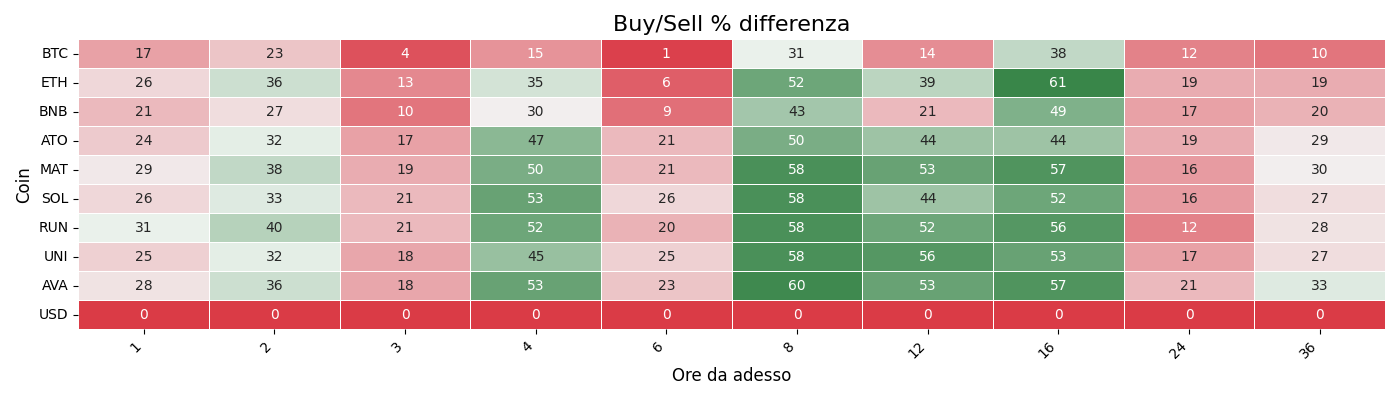 Buy/Sell % differenza
Coin
BTC 17 23 4 15 1 31 14 38 12 10
ETH 26 36 13 35 6 52 39 61 19 19
BNB 21 27 10 30 9 43 21 49 17 20
ATO 24 32 17 47 21 50 44 44 19 29
MAT 29 38 19 50 21 58 53 57 16 30
SOL 26 33 21 53 26 58 44 52 16 27
RUN 31 40 21 52 20 58 52 56 12 28
UNI 25 32 18 45 25 58 56 53 17 27
AVA 28 36 18 53 23 60 53 57 21 33
USD 0 0 0 0 0 0 0 0 0 0
1 2 3 4 6 8 12 16 24 36
Ore da adesso